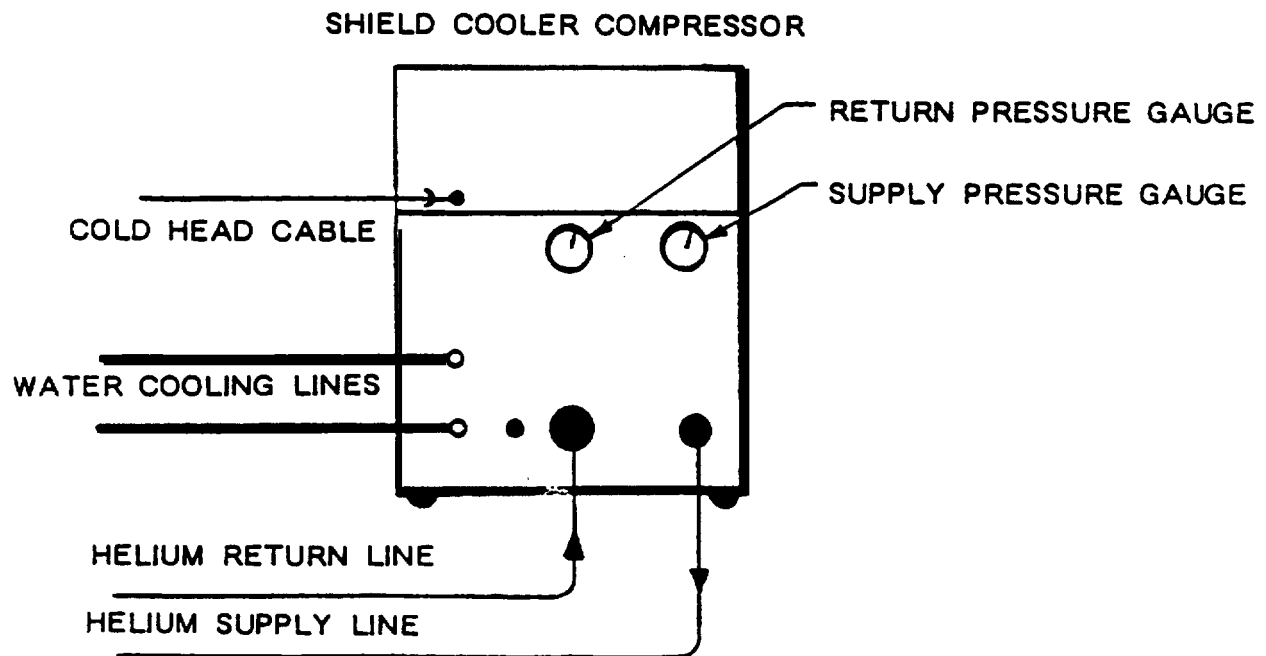 SHIELD COOLER COMPRESSOR
RETURN PRESSURE GAUGE
SUPPLY PRESSURE GAUGE
COLD HEAD CABLE
WATER COOLING LINES
HELIUM RETURN LINE
HELIUM SUPPLY LINE